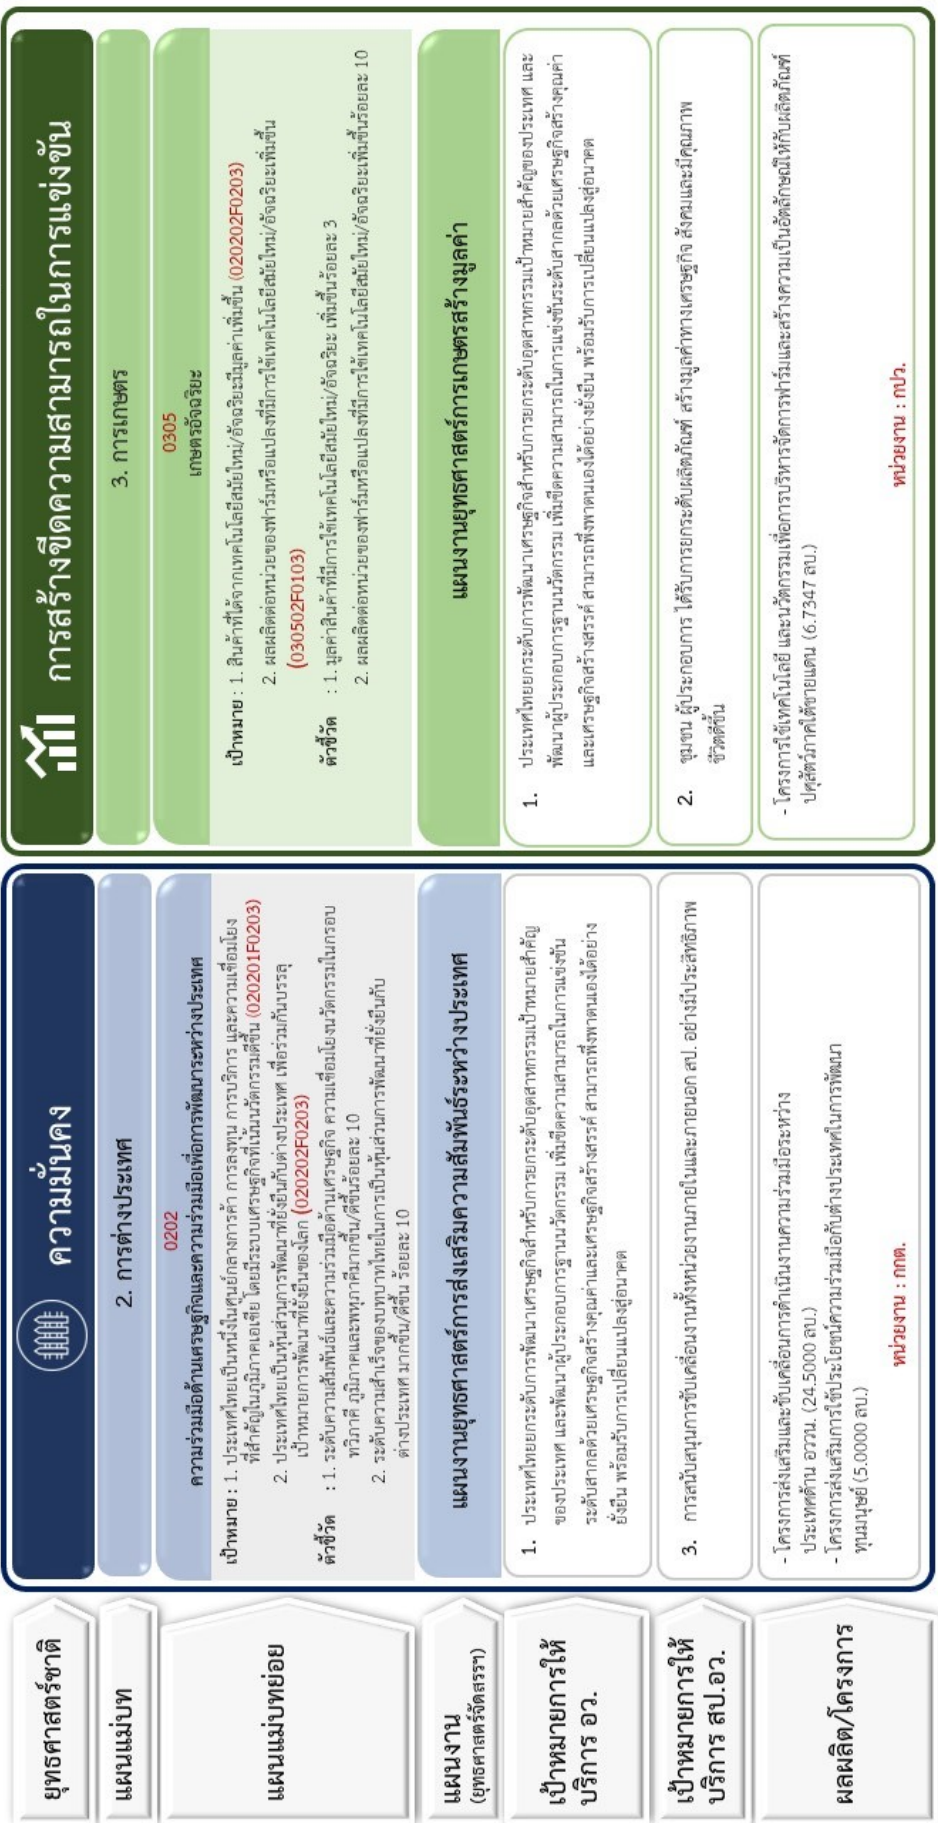 ยุทธศาสตร์ชาติ
แผนแม่บท
แผนแม่บทย่อย
แผนงาน
(ยุทธศาสตร์จัดสรรฯ)
เป้าหมายการให้
บริการ อว.
เป้าหมายการให้
บริการ สป.อว.
ผลผลิต/โครงการ
ความมั่นคง
2. การต่างประเทศ
0202
ความร่วมมือด้านเศรษฐกิจและความร่วมมือเพื่อการพัฒนาระหว่างประเทศ
เป้าหมาย : 1. ประเทศไทยเป็นหนึ่งในศูนย์กลางการค้า การลงทุน การบริการ และความเชื่อมโยง
ที่สำคัญในภูมิภาคเอเชีย โดยมีระบบเศรษฐกิจที่เน้นนวัตกรรมดีขึ้น (020201F0203)
2. ประเทศไทยเป็นหุ้นส่วนการพัฒนาที่ยั่งยืนกับต่างประเทศ เพื่อร่วมกันบรรลุ
เป้าหมายการพัฒนาที่ยั่งยืนของโลก (020202F0203)
ตัวชี้วัด : 1. ระดับความสัมพันธ์และความร่วมมือด้านเศรษฐกิจ ความเชื่อมโยงนวัตกรรมในกรอบ
ทวิภาคี ภูมิภาคและพหุภาคีมากขึ้น/ดีขึ้นร้อยละ 10
2. ระดับความสำเร็จของบทบาทไทยในการเป็นหุ้นส่วนการพัฒนาที่ยั่งยืนกับ
ต่างประเทศ มากขึ้น/ดีขึ้น ร้อยละ 10
แผนงานยุทธศาสตร์การส่งเสริมความสัมพันธ์ระหว่างประเทศ
1. ประเทศไทยยกระดับการพัฒนาเศรษฐกิจสำหรับการยกระดับอุตสาหกรรมเป้าหมายสำคัญ
ของประเทศ และพัฒนาผู้ประกอบการฐานนวัตกรรม เพิ่มขีดความสามารถในการแข่งขัน
ระดับสากลด้วยเศรษฐกิจสร้างคุณค่าและเศรษฐกิจสร้างสรรค์ สามารถพึ่งพาตนเองได้อย่าง
ยั่งยืน พร้อมรับการเปลี่ยนแปลงสู่อนาคต
3. การสนับสนุนการขับเคลื่อนงานทั้งหน่วยงานภายในและภายนอก สป. อย่างมีประสิทธิภาพ
- โครงการส่งเสริมและขับเคลื่อนการดำเนินงานความร่วมมือระหว่าง
ประเทศด้าน อววน. (24.5000 ลบ.)
- โครงการส่งเสริมการใช้ประโยชน์ความร่วมมือกับต่างประเทศในการพัฒนา
ทุนมนุษย์ (5.0000 ลบ.)
หน่วยงาน : กกต.
การสร้างขีดความสามารถในการแข่งขัน
3. การเกษตร
0305
เกษตรอัจฉริยะ
เป้าหมาย : 1. สินค้าที่ได้จากเทคโนโลยีสมัยใหม่/อัจฉริยะมีมูลค่าเพิ่มขึ้น (020202F0203)
2. ผลผลิตต่อหน่วยของฟาร์มหรือแปลงที่มีการใช้เทคโนโลยีสมัยใหม่/อัจฉริยะเพิ่มขึ้น
(030502F0103)
ตัวชี้วัด : 1. มูลค่าสินค้าที่มีการใช้เทคโนโลยีสมัยใหม่/อัจฉริยะ เพิ่มขึ้นร้อยละ 3
2. ผลผลิตต่อหน่วยของฟาร์มหรือแปลงที่มีการใช้เทคโนโลยีสมัยใหม่/อัจฉริยะเพิ่มขึ้นร้อยละ 10
แผนงานยุทธศาสตร์การเกษตรสร้างมูลค่า
1. ประเทศไทยยกระดับการพัฒนาเศรษฐกิจสำหรับการยกระดับอุตสาหกรรมเป้าหมายสำคัญของประเทศ และ
พัฒนาผู้ประกอบการฐานนวัตกรรม เพิ่มขีดความสามารถในการแข่งขันระดับสากลด้วยเศรษฐกิจสร้างคุณค่า
และเศรษฐกิจสร้างสรรค์ สามารถพึ่งพาตนเองได้อย่างยั่งยืน พร้อมรับการเปลี่ยนแปลงสู่อนาคต
2. ชุมชน ผู้ประกอบการ ได้รับการยกระดับผลิตภัณฑ์ สร้างมูลค่าทางเศรษฐกิจ สังคมและมีคุณภาพ
ชีวิตดีขึ้น
- โครงการใช้เทคโนโลยี และนวัตกรรมเพื่อการบริหารจัดการฟาร์มและสร้างความเป็นอัตลักษณ์ให้กับผลิตภัณฑ์
ปศุสัตว์ภาคใต้ชายแดน (6.7347 ลบ.)
หน่วยงาน : กปว.